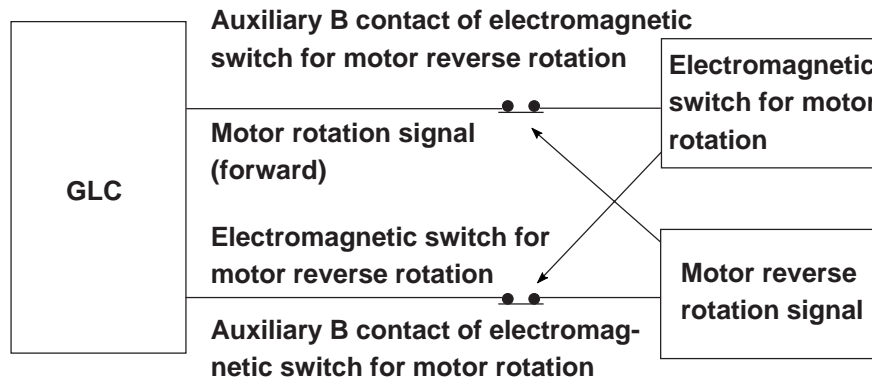 Auxiliary B contact of electromagnetic
switch for motor reverse rotation
Electromagnetic
switch for motor
rotation
Motor rotation signal
(forward)
GLC
Electromagnetic switch for
motor reverse rotation
Motor reverse
rotation signal
Auxiliary B contact of electromag-
netic switch for motor rotation